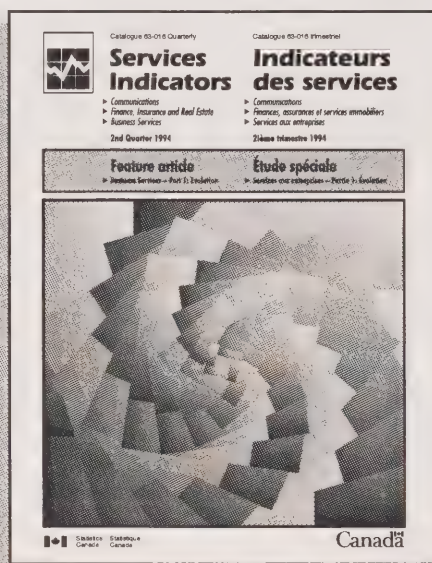 Catalogue 63-016 Quarterly
Services
Indicators
► Communications
► Finance, Insurance and Real Estate
► Business Services
2nd Quarter 1994
Catalogue 63-016 trimestriel
Indicateurs
des services
► Communications
► Finances, assurances et services immobiliers
► Services aux entreprises
2ième trimestre 1994
Feature article
► Business Services – Part 1: Evolution
Étude spéciale
► Services aux entreprises – Partie 1: Évolution
Statistics Canada
Statistique Canada
Canada